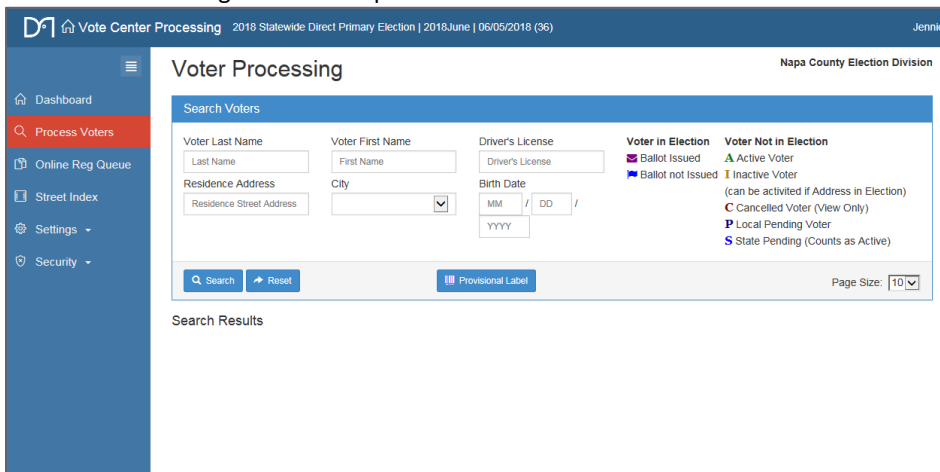 Vote Center Processing 2018 Statewide Direct Primary Election | 2018June | 06/05/2018 (36)
Voter Processing
Napa County Election Division
Dashboard
Process Voters
Online Reg Queue
Street Index
Settings
Security
Search Voters
Voter Last Name
Last Name
Voter First Name
First Name
Driver's License
Driver's License
Residence Address
Residence Street Address
City
Birth Date
MM / DD /
YYYY
Voter in Election
Ballot Issued
Ballot not Issued
Voter Not in Election
A Active Voter
I Inactive Voter
(can be activited if Address in Election)
C Cancelled Voter (View Only)
P Local Pending Voter
S State Pending (Counts as Active)
Search Reset Provisional Label Page Size: 10
Search Results